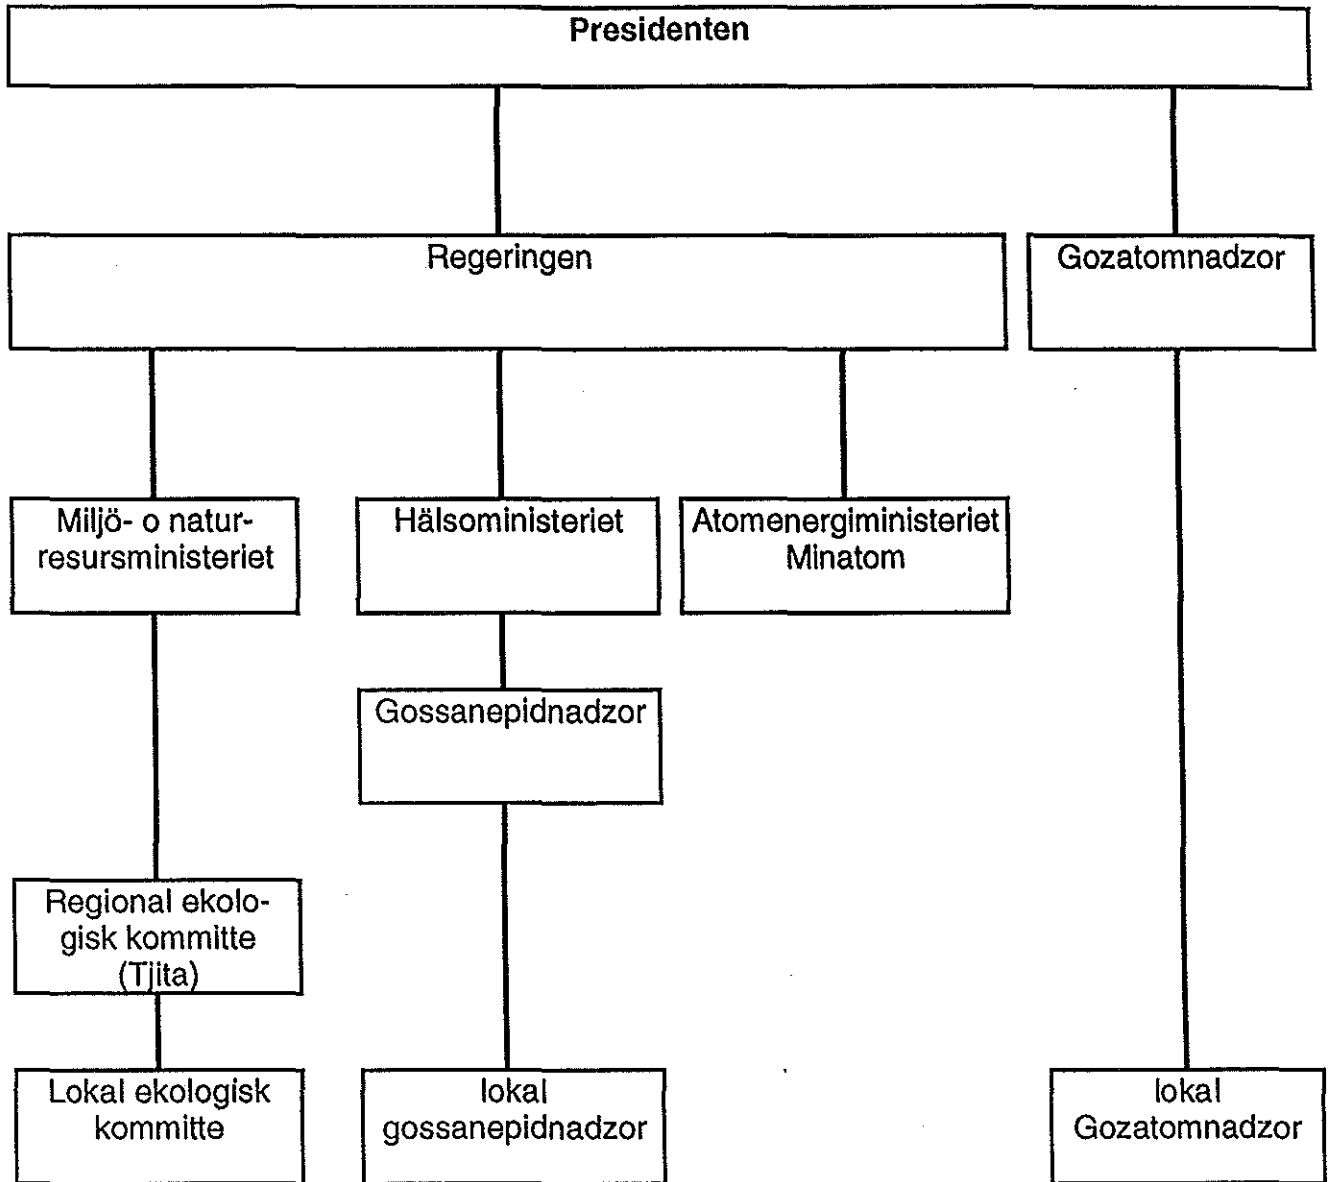 Presidenten
Regeringen
Gozatomnadzor
Miljö- o natur-
resursministeriet
Hälsoministeriet
Atomenergiministeriet
Minatom
Gossanepidnadzor
Regional ekolo-
gisk kommitte
(Tjita)
Lokal ekologisk
kommitte
lokal
gossanepidnadzor
lokal
Gozatomnadzor